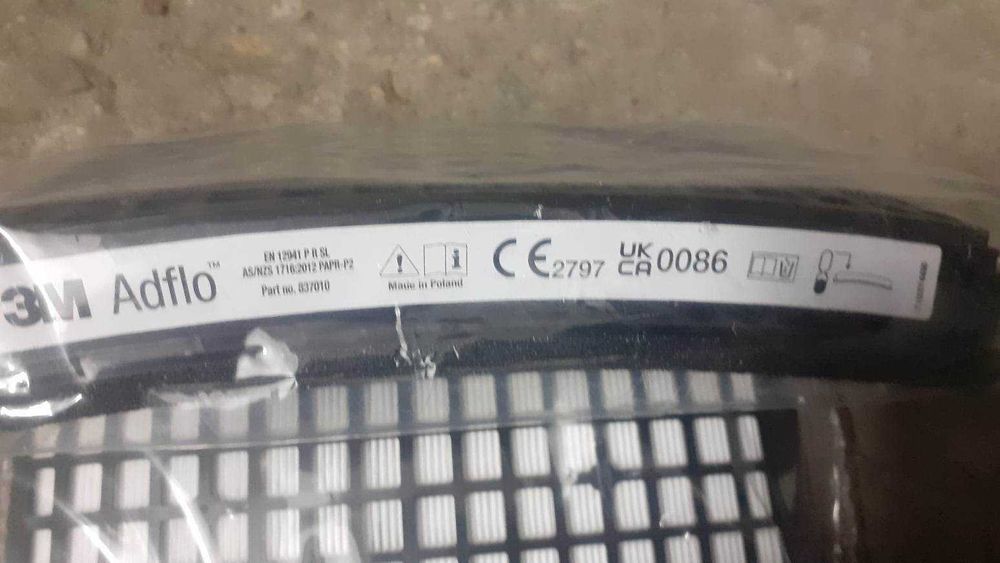 3M Adflo™
EN 12941 P R SL
AS/NZS 1716:2012 PAPR-P2
Part no. 837010
Made in Poland
CE 2797
UK CA 0086